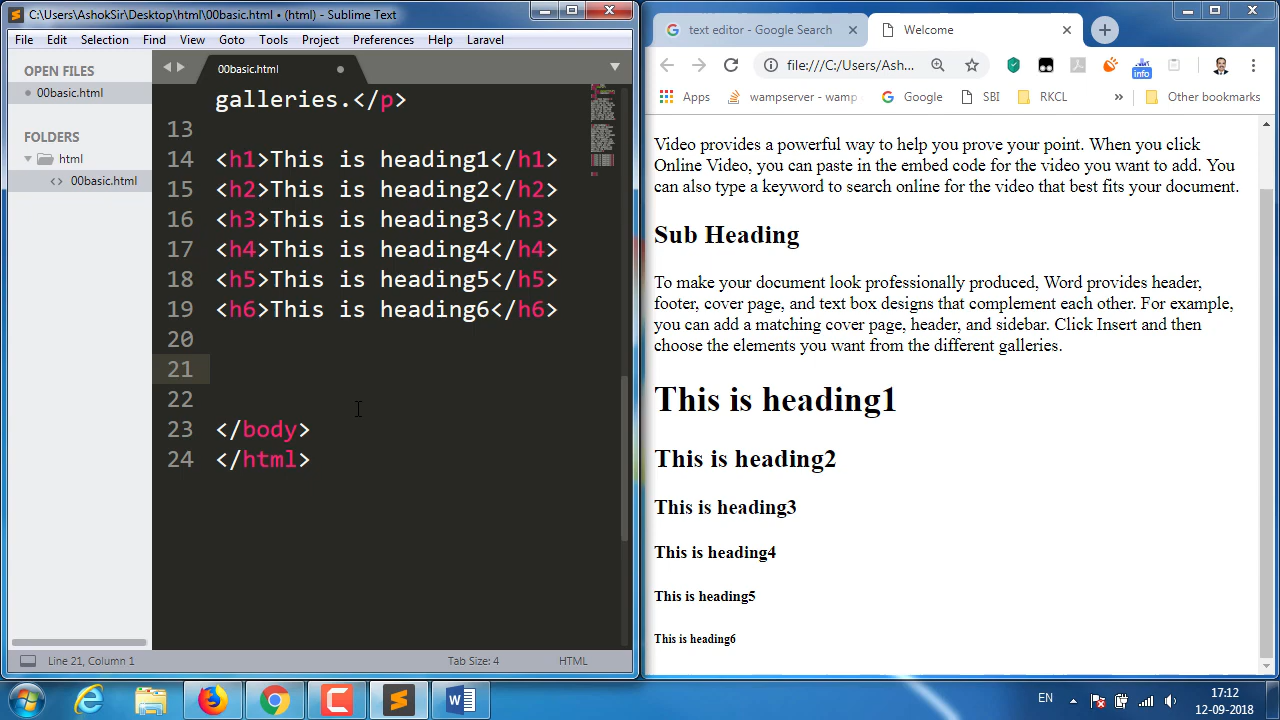 C:\Users\AshokSir\Desktop\html\00basic.html • (html) - Sublime Text
File Edit Selection Find View Goto Tools Project Preferences Help Laravel
OPEN FILES
00basic.html
FOLDERS
html
<> 00basic.html
00basic.html
galleries.</p>
13
14 <h1>This is heading1</h1>
15 <h2>This is heading2</h2>
16 <h3>This is heading3</h3>
17 <h4>This is heading4</h4>
18 <h5>This is heading5</h5>
19 <h6>This is heading6</h6>
20
21
22
23 </body>
24 </html>
Line 21, Column 1 Tab Size: 4 HTML
text editor - Google Search
Welcome
file:///C:/Users/Ash...
info
Apps wampserver - wamp Google SBI RKCL » Other bookmarks
Video provides a powerful way to help you prove your point. When you click
Online Video, you can paste in the embed code for the video you want to add. You
can also type a keyword to search online for the video that best fits your document.
Sub Heading
To make your document look professionally produced, Word provides header,
footer, cover page, and text box designs that complement each other. For example,
you can add a matching cover page, header, and sidebar. Click Insert and then
choose the elements you want from the different galleries.
This is heading1
This is heading2
This is heading3
This is heading4
This is heading5
This is heading6
EN
17:12
12-09-2018